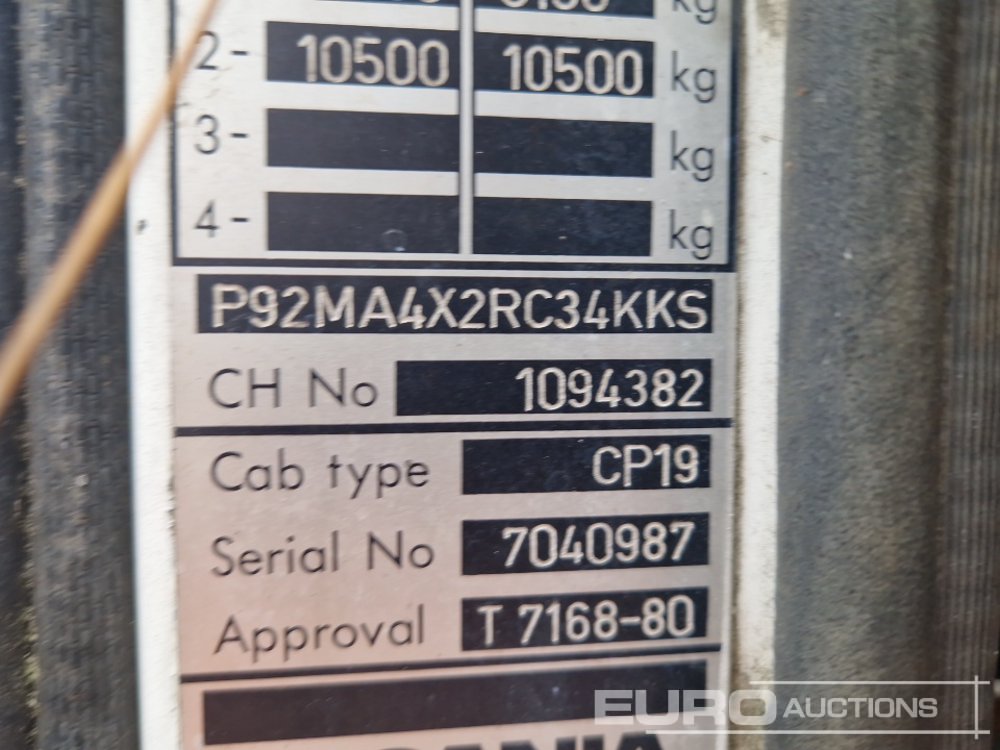 kg
2- 10500 10500 kg
3- kg
4- kg
P92MA4X2RC34KKS
CH No 1094382
Cab type CP19
Serial No 7040987
Approval T 7168-80
EURO AUCTIONS